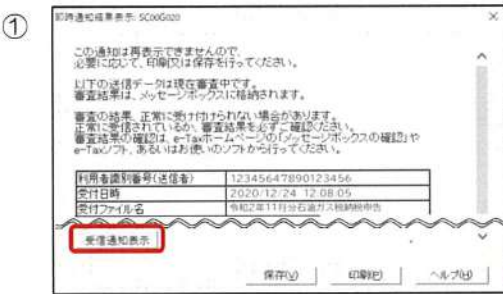 ①
即時通知結果表示: SC00G020
この通知は再表示できませんので、
必要に応じて、印刷又は保存を行ってください。
以下の送信データは現在審査中です。
審査結果は、メッセージボックスに格納されます。
審査の結果、正常に受け付けられない場合があります。
正常に受信されているか、審査結果を必ずご確認ください。
審査結果の確認は、e-Taxホームページの「メッセージボックスの確認」や
e-Taxソフト、あるいはお使いのソフトから行ってください。
利用者識別番号(送信者) 12345647890123456
受付日時 2020/12/24 12:08:05
受付ファイル名 令和2年11月分石油ガス税納税申告
受信通知表示
保存(V) 印刷(P) ヘルプ(H)